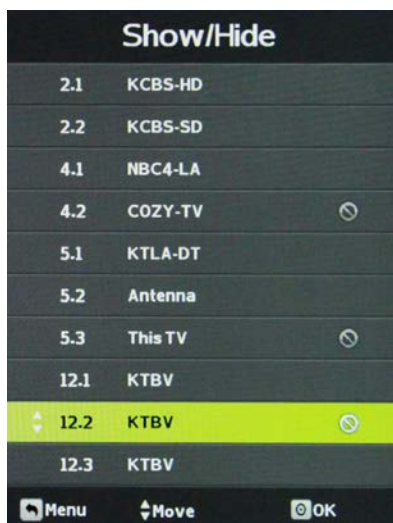 Show/Hide
2.1 KCBS-HD
2.2 KCBS-SD
4.1 NBC4-LA
4.2 COZY-TV
5.1 KTLA-DT
5.2 Antenna
5.3 This TV
12.1 KTBV
12.2 KTBV
12.3 KTBV
Menu Move OK